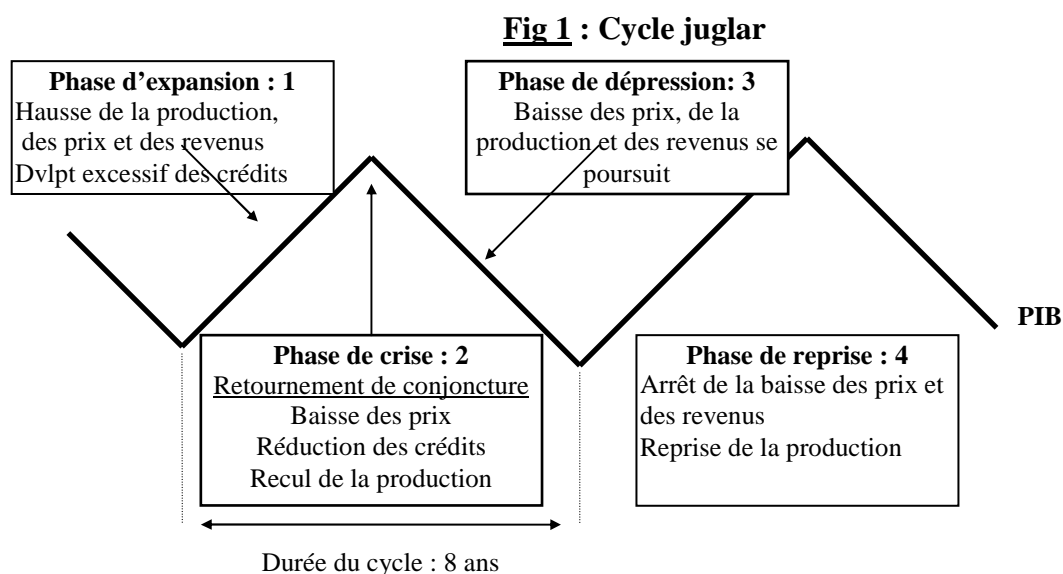 Fig 1 : Cycle juglar
Phase d’expansion : 1
Hausse de la production,
des prix et des revenus
Dvlpt excessif des crédits
Phase de dépression: 3
Baisse des prix, de la
production et des revenus se
poursuit
PIB
Phase de crise : 2
Retournement de conjoncture
Baisse des prix
Réduction des crédits
Recul de la production
Phase de reprise : 4
Arrêt de la baisse des prix et
des revenus
Reprise de la production
Durée du cycle : 8 ans